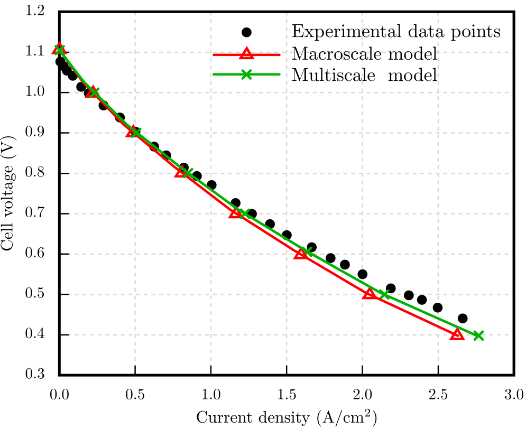 1.2
1.1
1.0
0.9
0.8
0.7
0.6
0.5
0.4
0.3
Cell voltage (V)
Experimental data points
Macroscale model
Multiscale model
0.0 0.5 1.0 1.5 2.0 2.5 3.0
Current density (A/cm²)